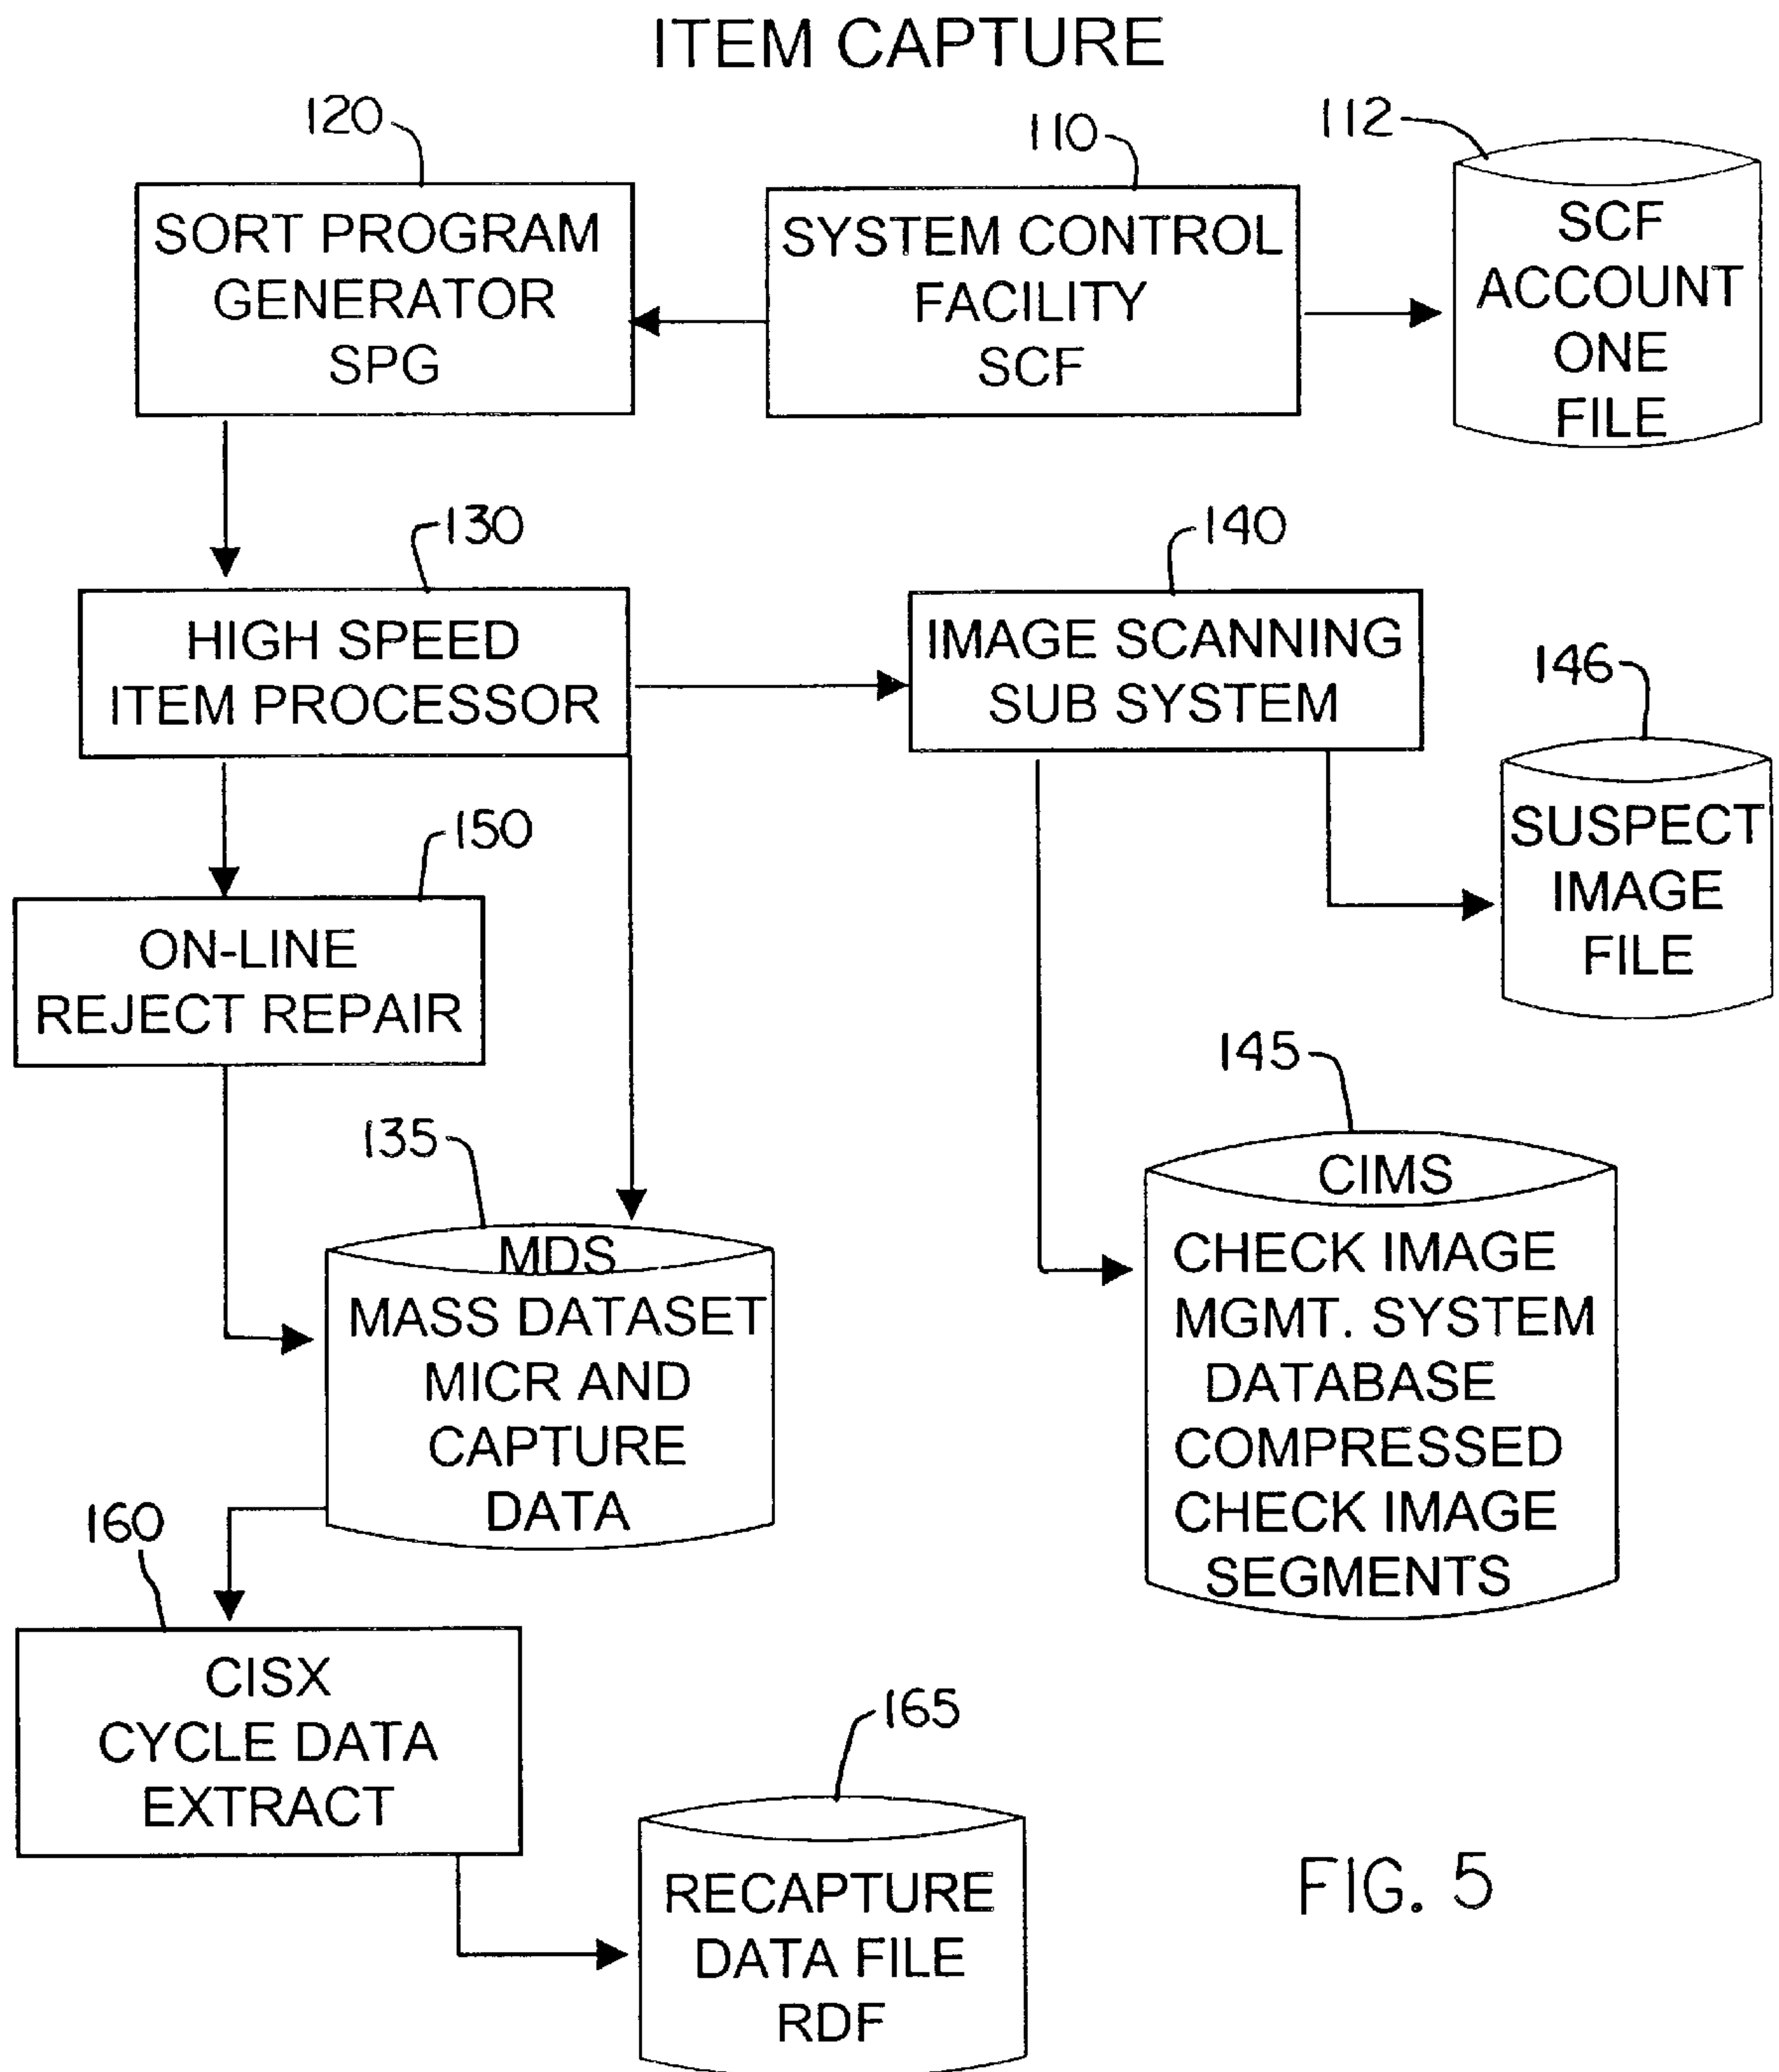 ITEM CAPTURE
120
110
112
SORT PROGRAM
GENERATOR
SPG
SYSTEM CONTROL
FACILITY
SCF
SCF
ACCOUNT
ONE
FILE
130
140
146
HIGH SPEED
ITEM PROCESSOR
IMAGE SCANNING
SUB SYSTEM
SUSPECT
IMAGE
FILE
150
ON-LINE
REJECT REPAIR
135
145
MDS
MASS DATASET
MICR AND
CAPTURE
DATA
CIMS
CHECK IMAGE
MGMT. SYSTEM
DATABASE
COMPRESSED
CHECK IMAGE
SEGMENTS
160
CISX
CYCLE DATA
EXTRACT
165
RECAPTURE
DATA FILE
RDF
FIG. 5